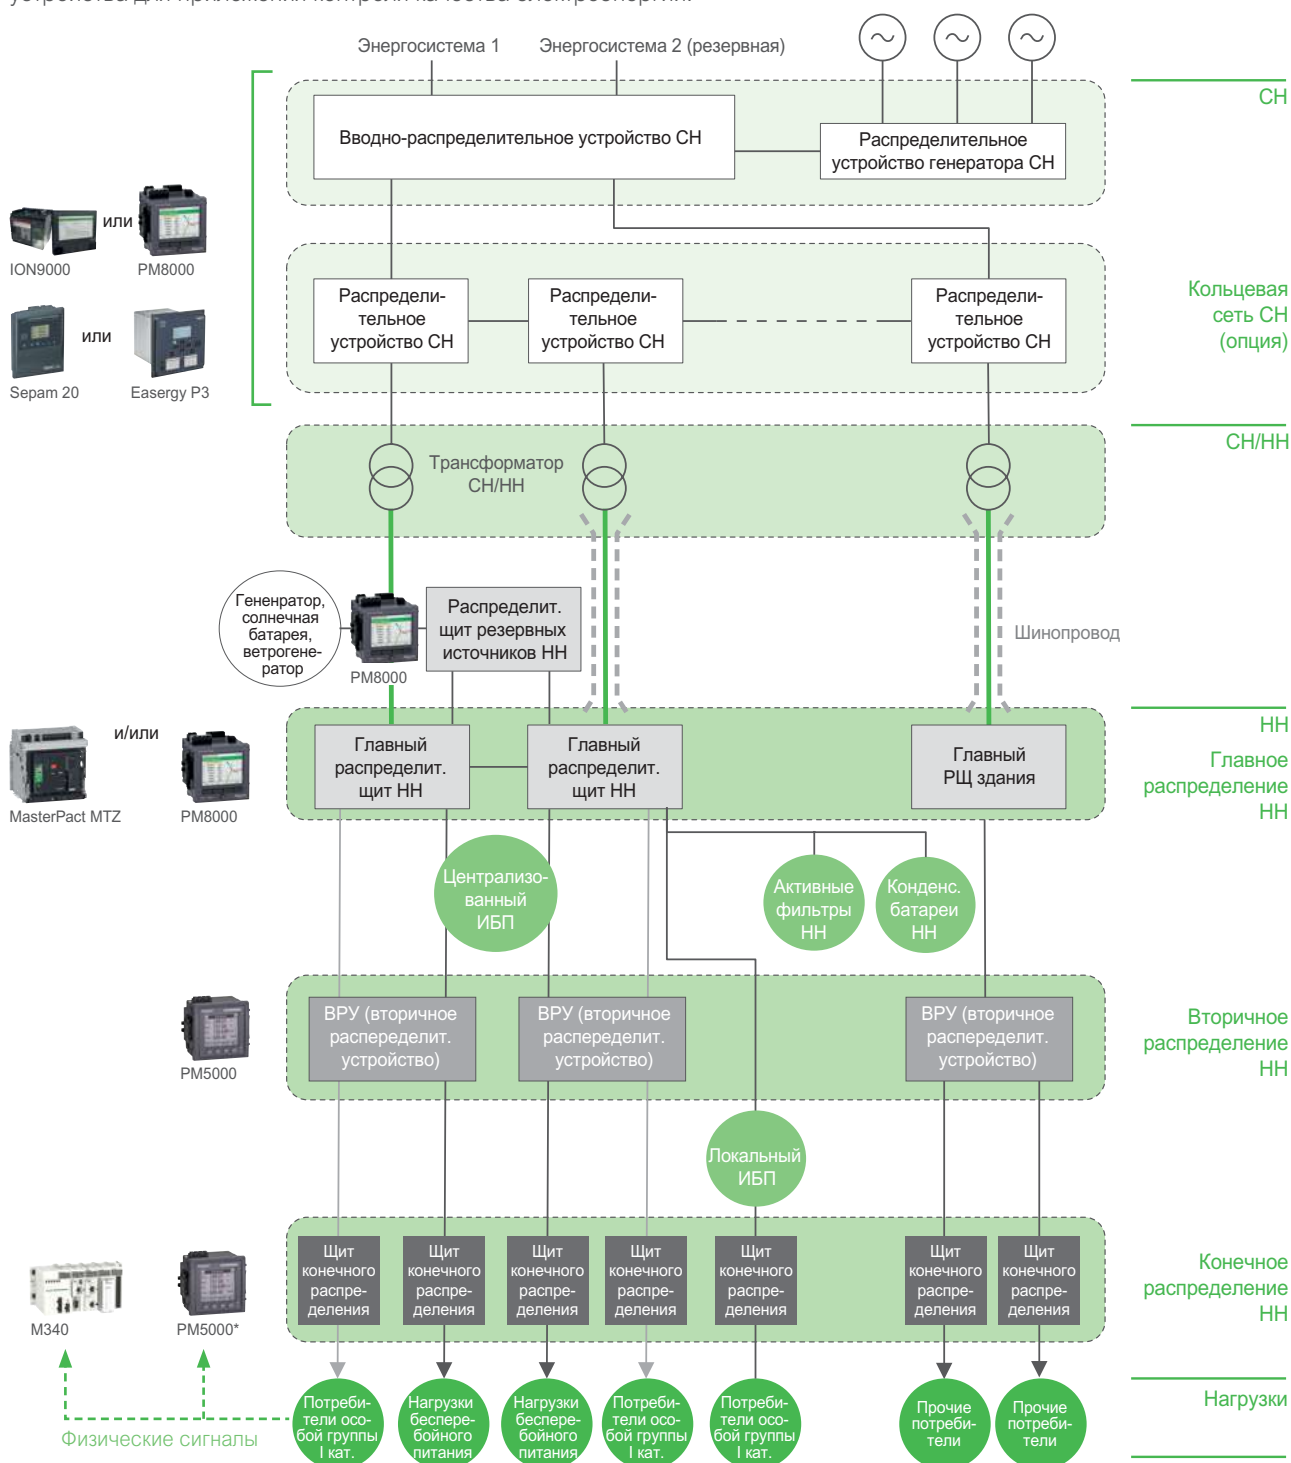 Энергосистема 1
Энергосистема 2 (резервная)
СН
Вводно-распределительное устройство СН
Распределительное
устройство генератора СН
или
ION9000
PM8000
или
Sepam 20
Easergy P3
Распредели-
тельное
устройство СН
Распредели-
тельное
устройство СН
Распредели-
тельное
устройство СН
Кольцевая
сеть СН
(опция)
СН/НН
Трансформатор
СН/НН
Гененратор,
солнечная
батарея,
ветрогене-
ратор
PM8000
Распределит.
щит резервных
источников НН
Шинопровод
и/или
MasterPact MTZ
PM8000
Главный
распределит.
щит НН
Главный
распределит.
щит НН
Главный
РЩ здания
НН
Главное
распределение
НН
Централизо-
ванный
ИБП
Активные
фильтры
НН
Конденс.
батареи
НН
PM5000
ВРУ (вторичное
распеределит.
устройство)
ВРУ (вторичное
распеределит.
устройство)
ВРУ (вторичное
распеределит.
устройство)
Вторичное
распределение
НН
Локальный
ИБП
M340
PM5000*
Щит
конечного
распре-
деления
Щит
конечного
распре-
деления
Щит
конечного
распре-
деления
Щит
конечного
распре-
деления
Щит
конечного
распре-
деления
Щит
конечного
распре-
деления
Щит
конечного
распре-
деления
Конечное
распределение
НН
Физические сигналы
Потреби-
тели осо-
бой группы
I кат.
Нагрузки
беспере-
бойного
питания
Нагрузки
беспере-
бойного
питания
Потреби-
тели осо-
бой группы
I кат.
Потреби-
тели осо-
бой группы
I кат.
Прочие
потреби-
тели
Прочие
потреби-
тели
Нагрузки